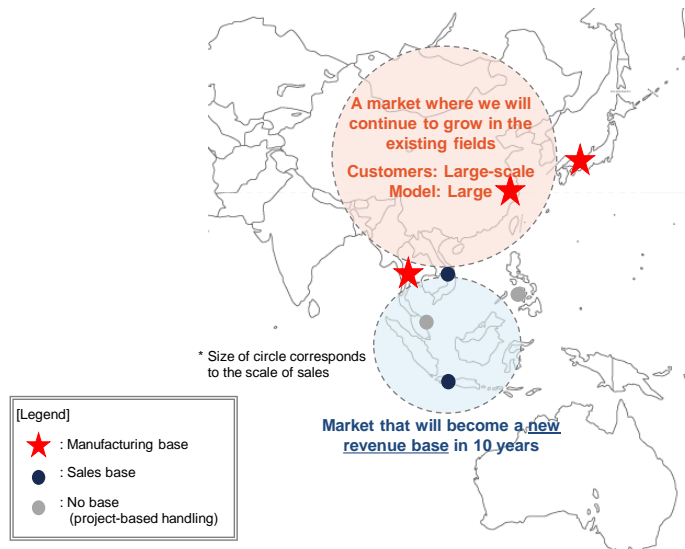 A market where we will
continue to grow in the
existing fields
Customers: Large-scale
Model: Large
* Size of circle corresponds
to the scale of sales
Market that will become a new
revenue base in 10 years
[Legend]
: Manufacturing base
: Sales base
: No base
(project-based handling)